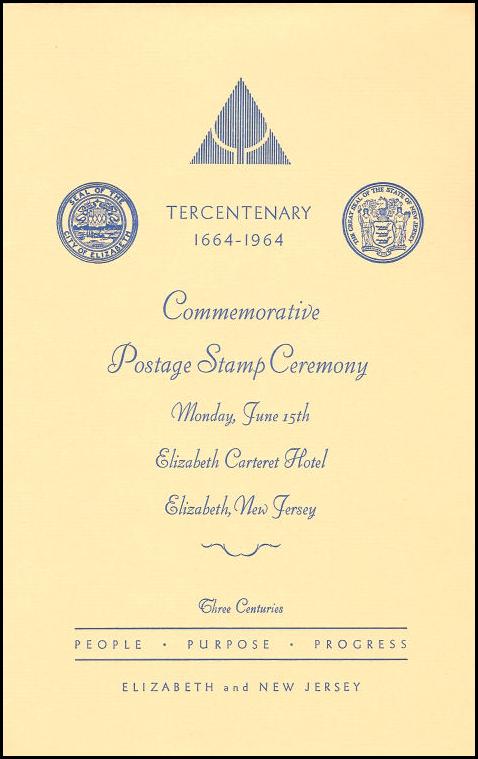 SEAL OF THE
CITY OF ELIZABETH
TERCENTENARY
1664-1964
THE GREAT SEAL OF THE STATE OF NEW JERSEY
Commemorative
Postage Stamp Ceremony
Monday, June 15th
Elizabeth Carteret Hotel
Elizabeth, New Jersey
Three Centuries
PEOPLE · PURPOSE · PROGRESS
ELIZABETH and NEW JERSEY